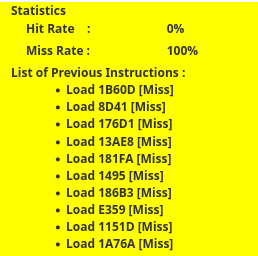 Statistics
Hit Rate : 0%
Miss Rate : 100%
List of Previous Instructions :
• Load 1B60D [Miss]
• Load 8D41 [Miss]
• Load 176D1 [Miss]
• Load 13AE8 [Miss]
• Load 181FA [Miss]
• Load 1495 [Miss]
• Load 186B3 [Miss]
• Load E359 [Miss]
• Load 1151D [Miss]
• Load 1A76A [Miss]